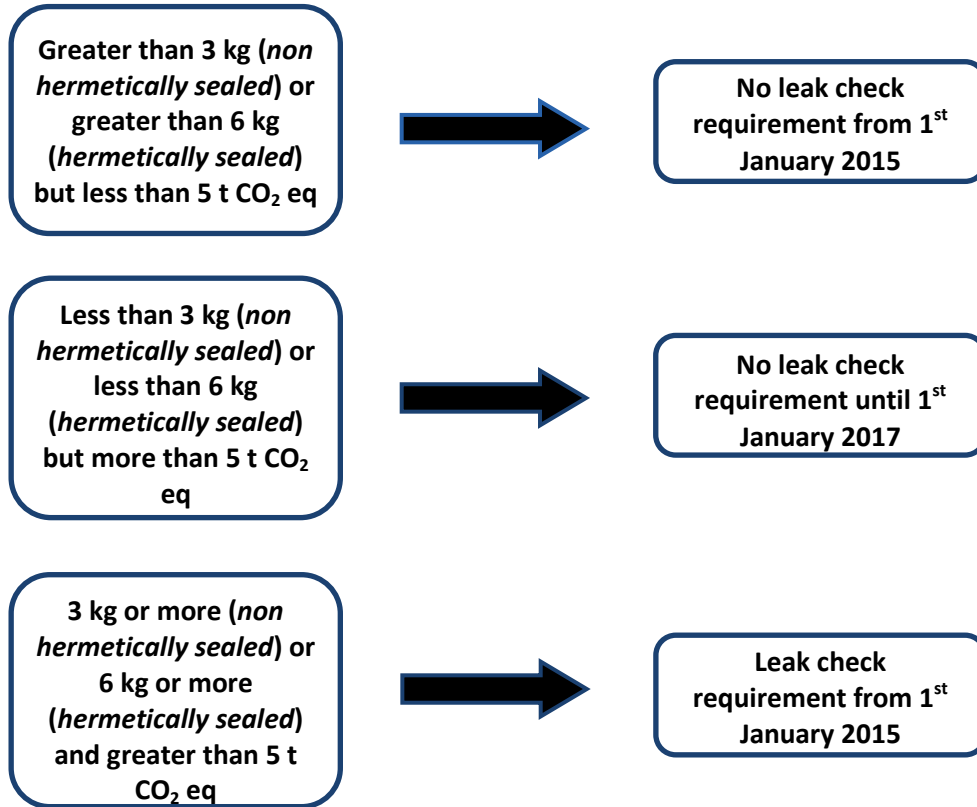 Greater than 3 kg (non
hermetically sealed) or
greater than 6 kg
(hermetically sealed)
but less than 5 t CO₂ eq
No leak check
requirement from 1st
January 2015
Less than 3 kg (non
hermetically sealed) or
less than 6 kg
(hermetically sealed)
but more than 5 t CO₂
eq
No leak check
requirement until 1st
January 2017
3 kg or more (non
hermetically sealed) or
6 kg or more
(hermetically sealed)
and greater than 5 t
CO₂ eq
Leak check
requirement from 1st
January 2015